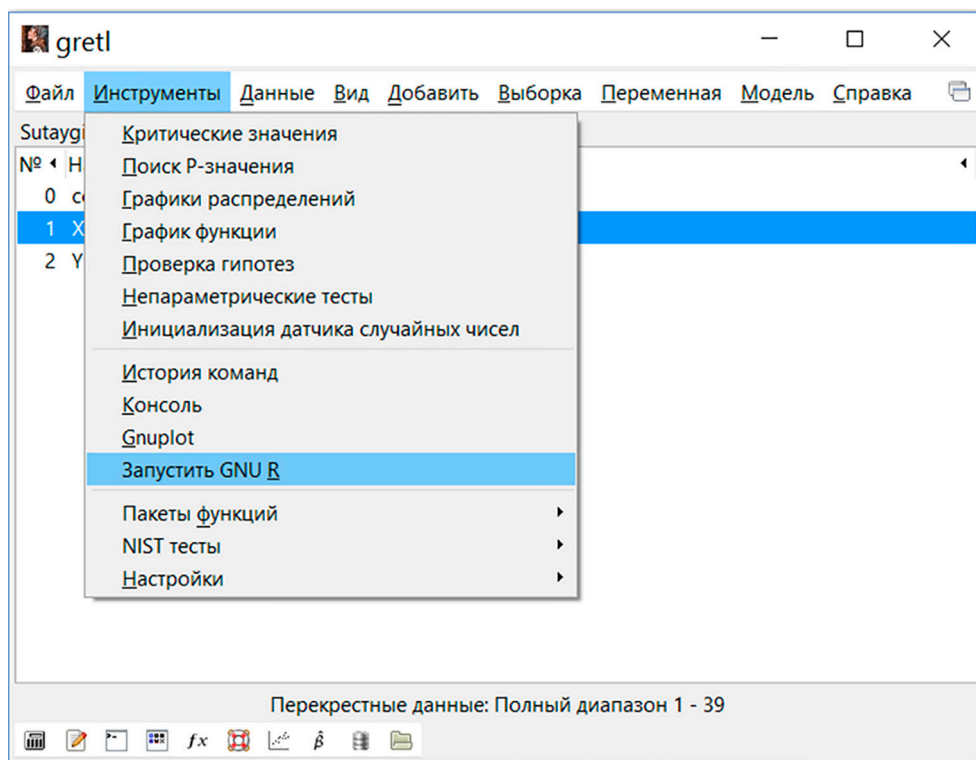 gretl
Файл Инструменты Данные Вид Добавить Выборка Переменная Модель Справка
Sutaygi
№ Н
0 c
1 X
2 Y
Критические значения
Поиск P-значения
Графики распределений
График функции
Проверка гипотез
Непараметрические тесты
Инициализация датчика случайных чисел
История команд
Консоль
Gnuplot
Запустить GNU R
Пакеты функций
NIST тесты
Настройки
Перекрестные данные: Полный диапазон 1 - 39
fx
β̂